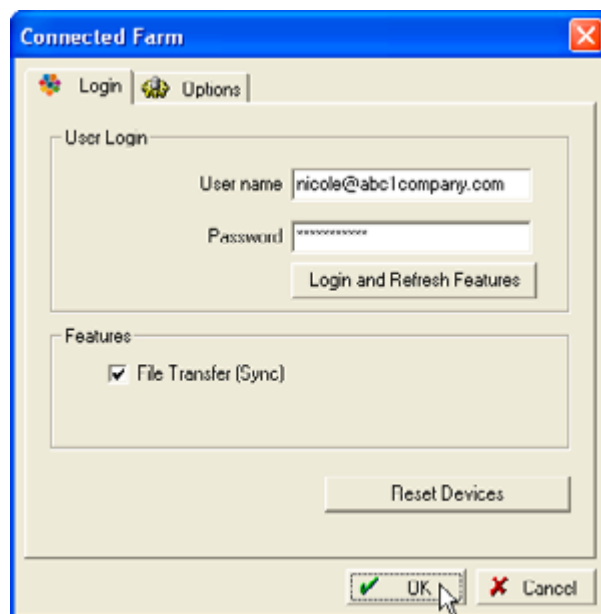 Connected Farm
Login Options
User Login
User name nicole@abc1company.com
Password ***********
Login and Refresh Features
Features
File Transfer (Sync)
Reset Devices
OK Cancel